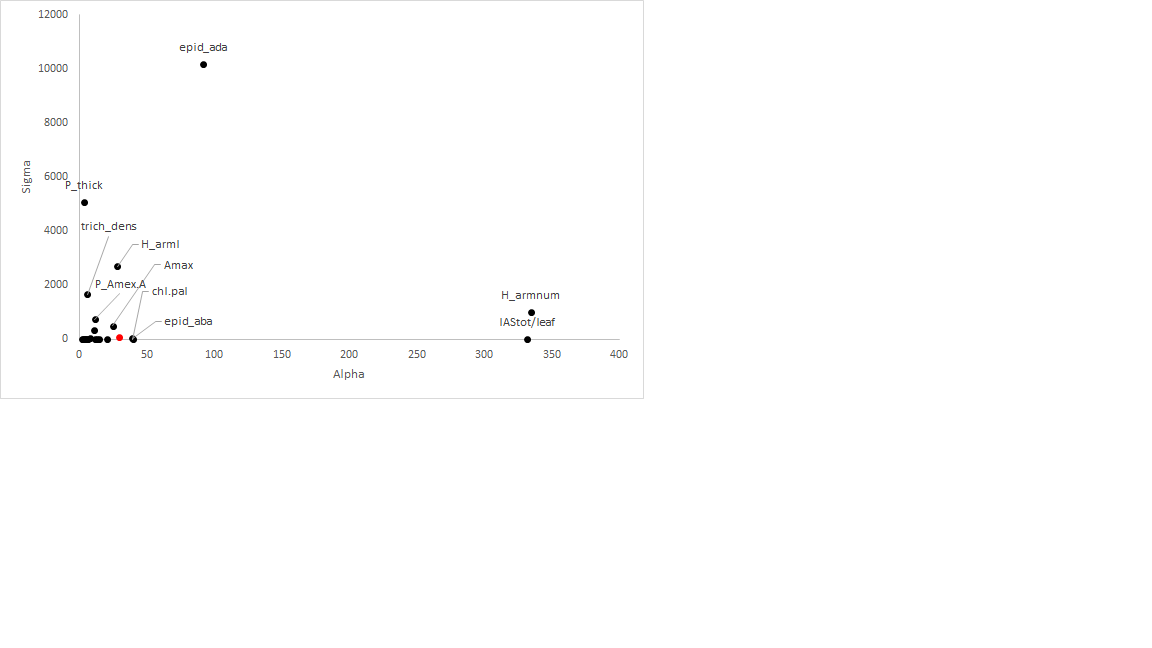 12000
epid_ada
10000
8000
Sigma
6000
P_thick
trich_dens
4000
H_arml
Amax
2000
P_Amex.A
chl.pal
H_armnum
epid_aba
IAStot/leaf
0
0 50 100 150 200 250 300 350 400
Alpha